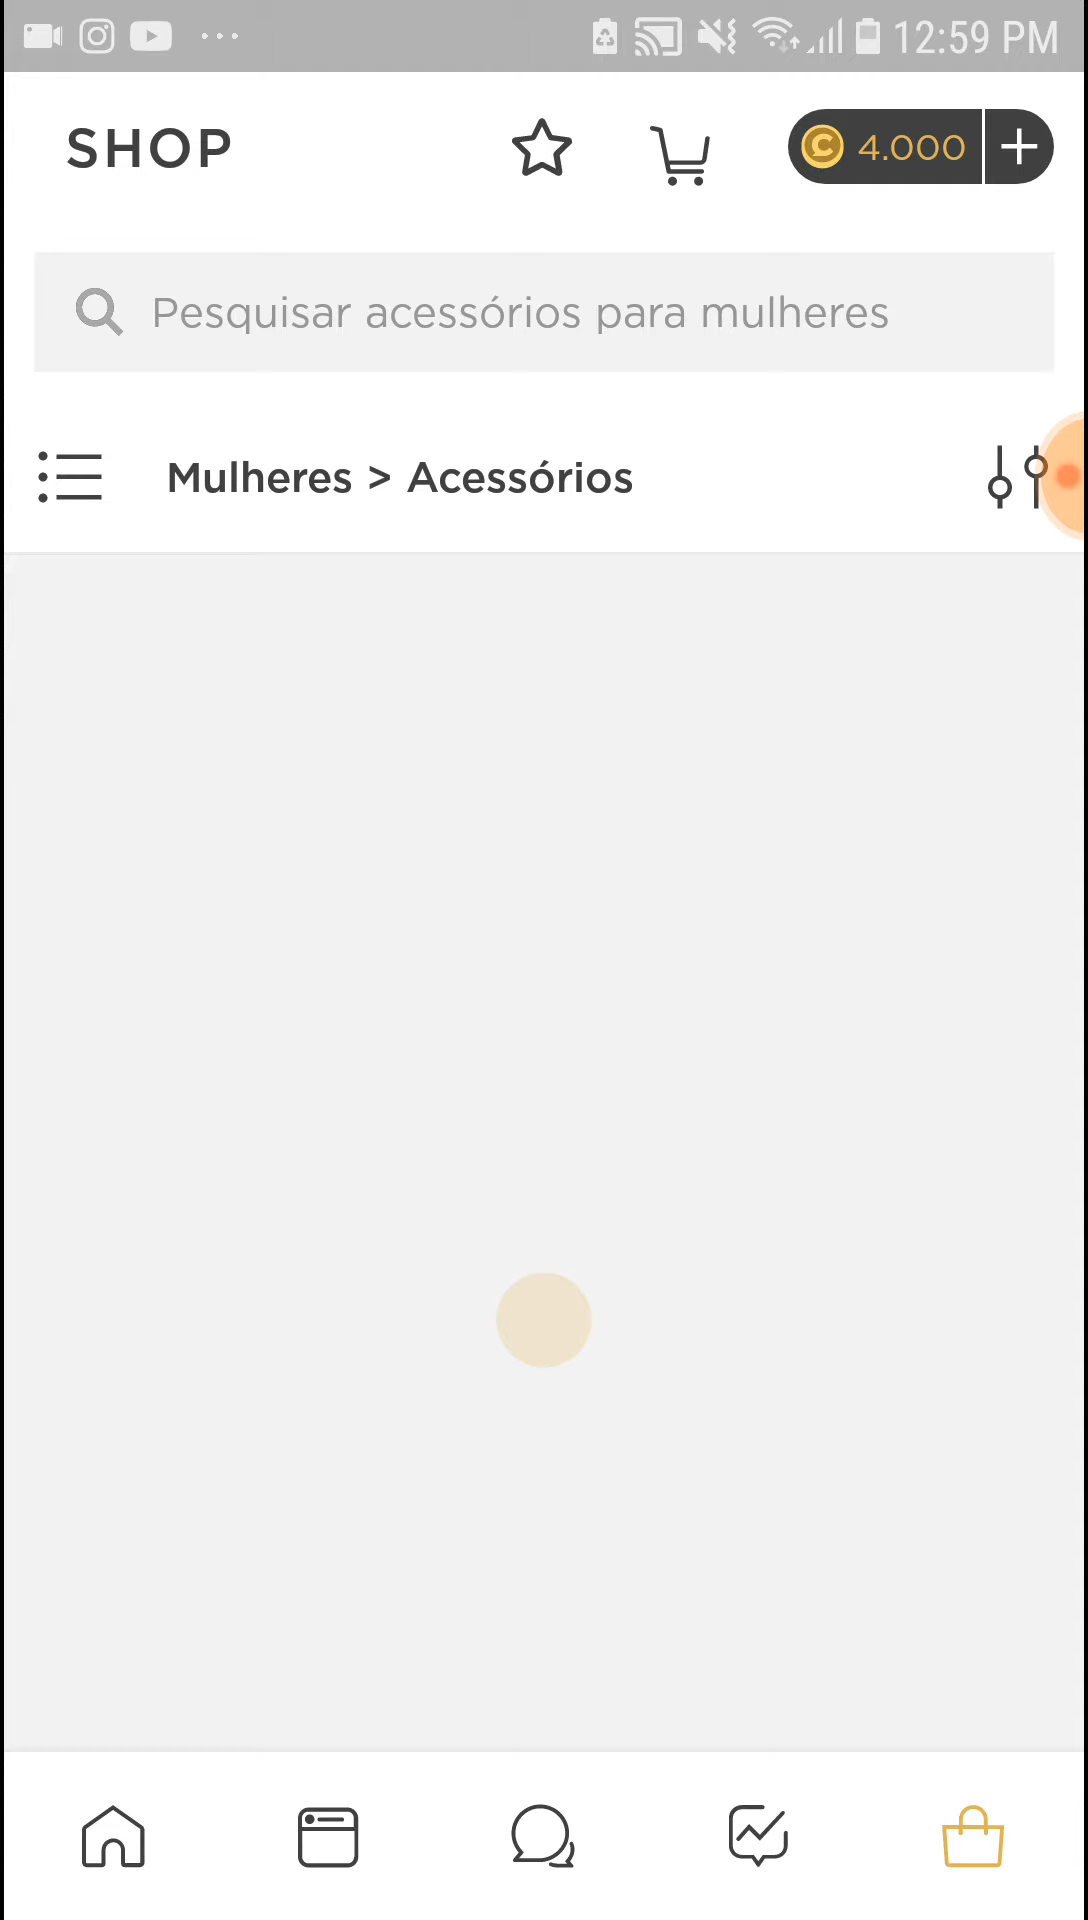 12:59 PM
SHOP
4.000
Pesquisar acessórios para mulheres
Mulheres > Acessórios